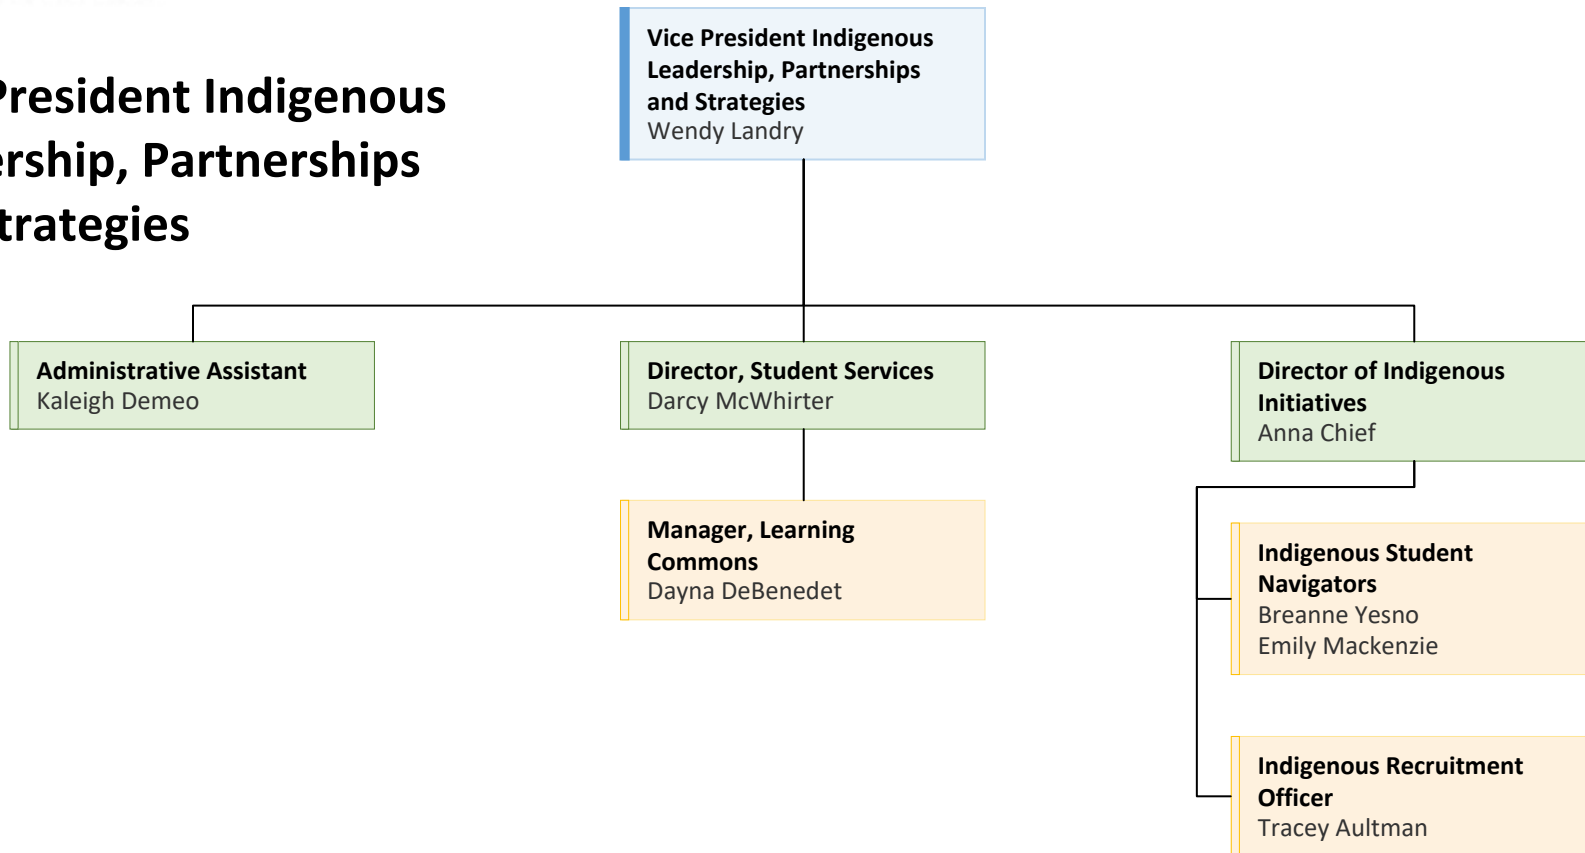 President Indigenous
ership, Partnerships
trategies
Vice President Indigenous
Leadership, Partnerships
and Strategies
Wendy Landry
Administrative Assistant
Kaleigh Demeo
Director, Student Services
Darcy McWhirter
Director of Indigenous
Initiatives
Anna Chief
Manager, Learning
Commons
Dayna DeBenedet
Indigenous Student
Navigators
Breanne Yesno
Emily Mackenzie
Indigenous Recruitment
Officer
Tracey Aultman